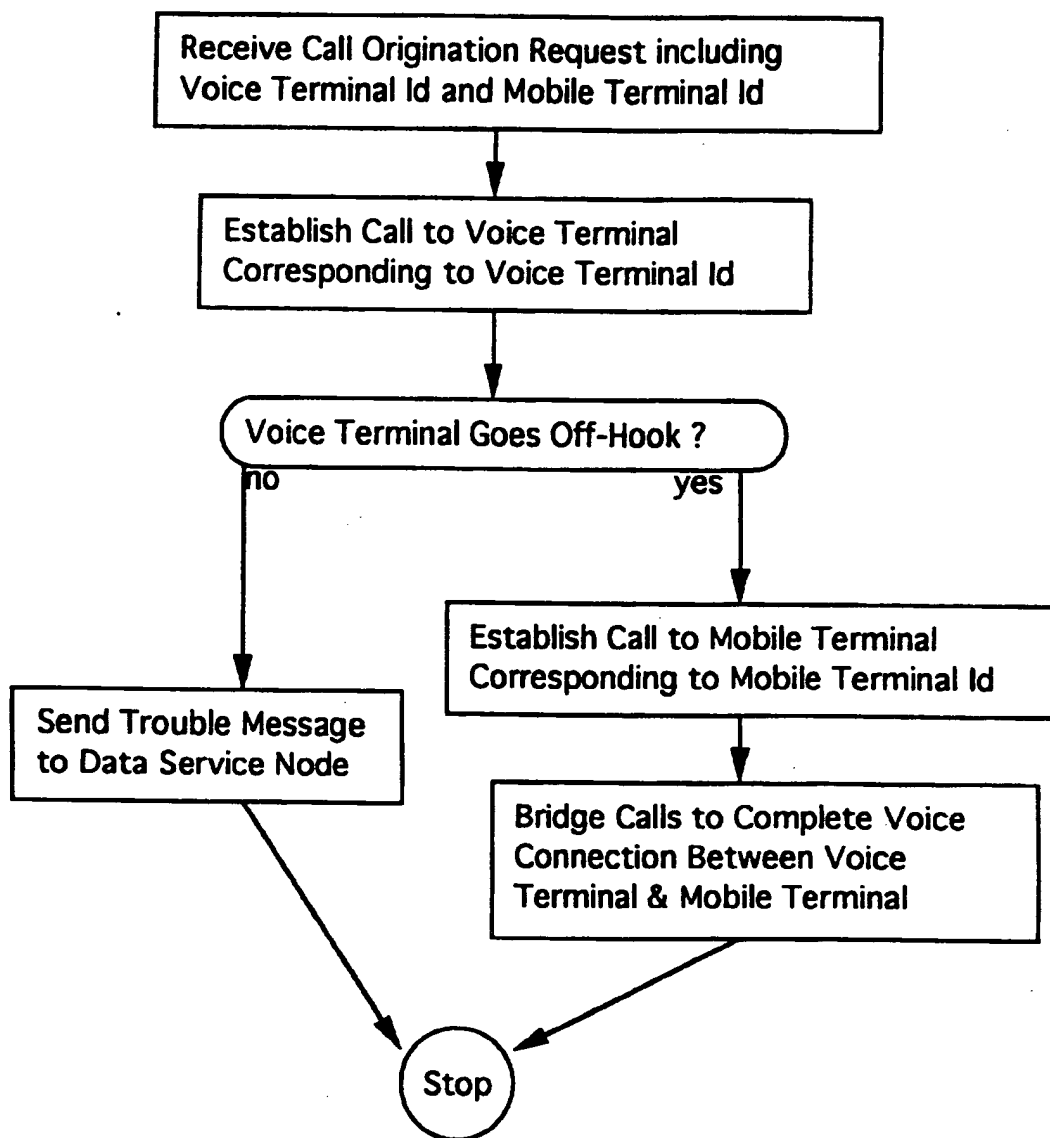 Receive Call Origination Request including
Voice Terminal Id and Mobile Terminal Id
Establish Call to Voice Terminal
Corresponding to Voice Terminal Id
Voice Terminal Goes Off-Hook ?
no
yes
Establish Call to Mobile Terminal
Corresponding to Mobile Terminal Id
Send Trouble Message
to Data Service Node
Bridge Calls to Complete Voice
Connection Between Voice
Terminal & Mobile Terminal
Stop